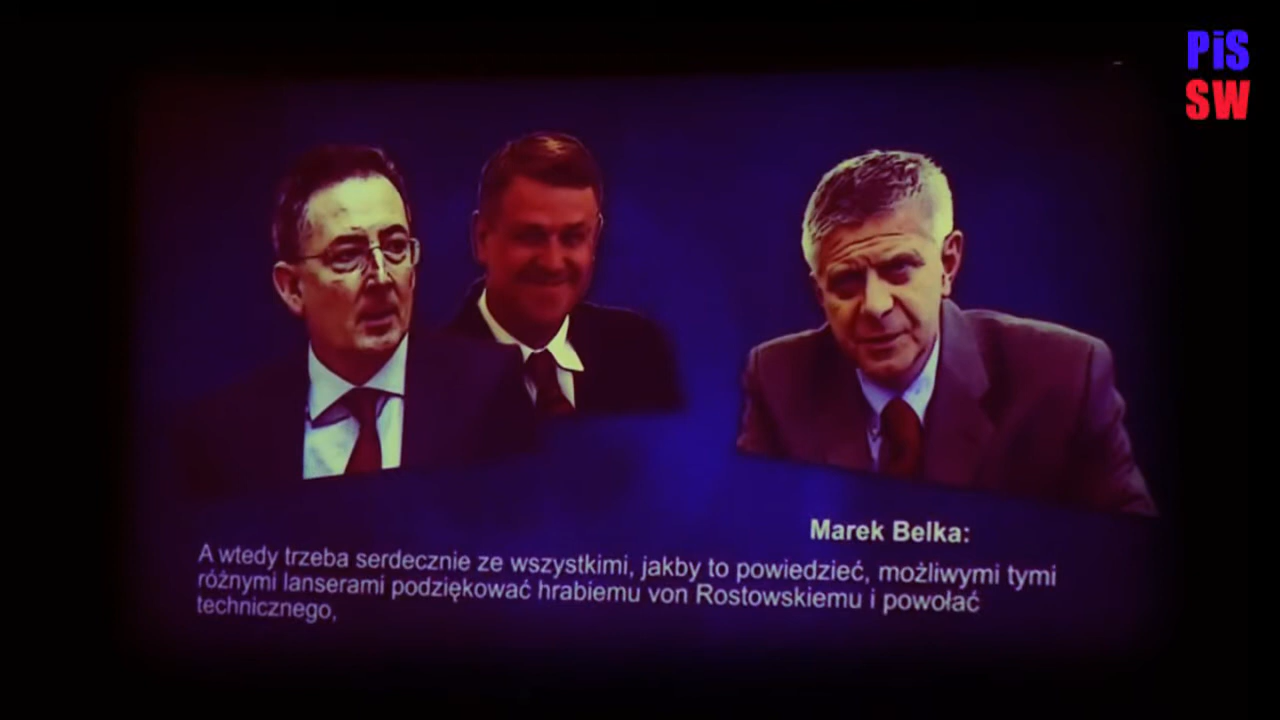 PiS
SW
Marek Belka:
A wtedy trzeba serdecznie ze wszystkimi, jakby to powiedzieć, możliwymi tymi
różnymi lanserami podziękować hrabiemu von Rostowskiemu i powołać
technicznego,